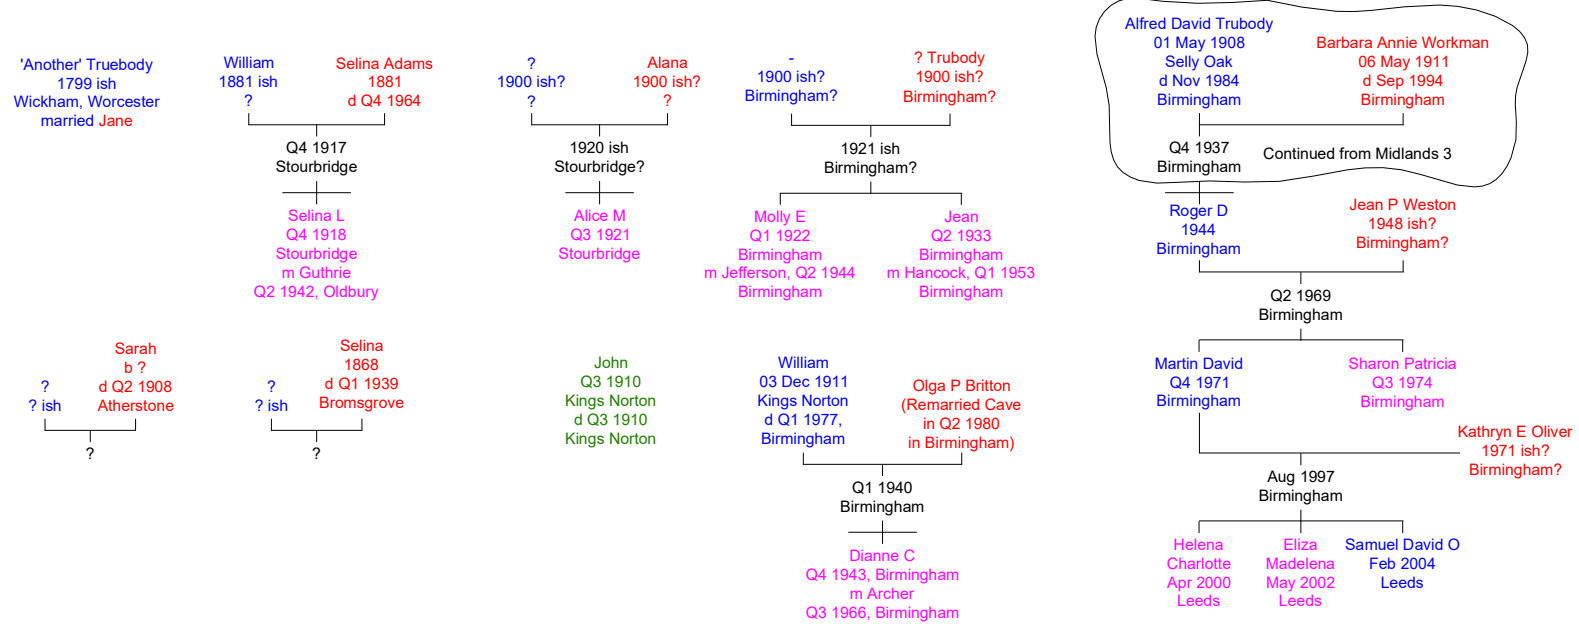 'Another' Truebody
1799 ish
Wickham, Worcester
married Jane
William
1881 ish
?
Selina Adams
1881
d Q4 1964
Q4 1917
Stourbridge
Selina L
Q4 1918
Stourbridge
m Guthrie
Q2 1942, Oldbury
?
1900 ish?
?
Alana
1900 ish?
?
1920 ish
Stourbridge?
Alice M
Q3 1921
Stourbridge
-
1900 ish?
Birmingham?
? Trubody
1900 ish?
Birmingham?
1921 ish
Birmingham?
Molly E
Q1 1922
Birmingham
m Jefferson, Q2 1944
Birmingham
Jean
Q2 1933
Birmingham
m Hancock, Q1 1953
Birmingham
Alfred David Trubody
01 May 1908
Selly Oak
d Nov 1984
Birmingham
Barbara Annie Workman
06 May 1911
d Sep 1994
Birmingham
Q4 1937
Birmingham
Continued from Midlands 3
Roger D
1944
Birmingham
Jean P Weston
1948 ish?
Birmingham?
Q2 1969
Birmingham
Martin David
Q4 1971
Birmingham
Sharon Patricia
Q3 1974
Birmingham
Kathryn E Oliver
1971 ish?
Birmingham?
Aug 1997
Birmingham
Helena
Charlotte
Apr 2000
Leeds
Eliza
Madelena
May 2002
Leeds
Samuel David O
Feb 2004
Leeds
?
? ish
Sarah
b ?
d Q2 1908
Atherstone
?
?
? ish
Selina
1868
d Q1 1939
Bromsgrove
?
John
Q3 1910
Kings Norton
d Q3 1910
Kings Norton
William
03 Dec 1911
Kings Norton
d Q1 1977,
Birmingham
Olga P Britton
(Remarried Cave
in Q2 1980
in Birmingham)
Q1 1940
Birmingham
Dianne C
Q4 1943, Birmingham
m Archer
Q3 1966, Birmingham